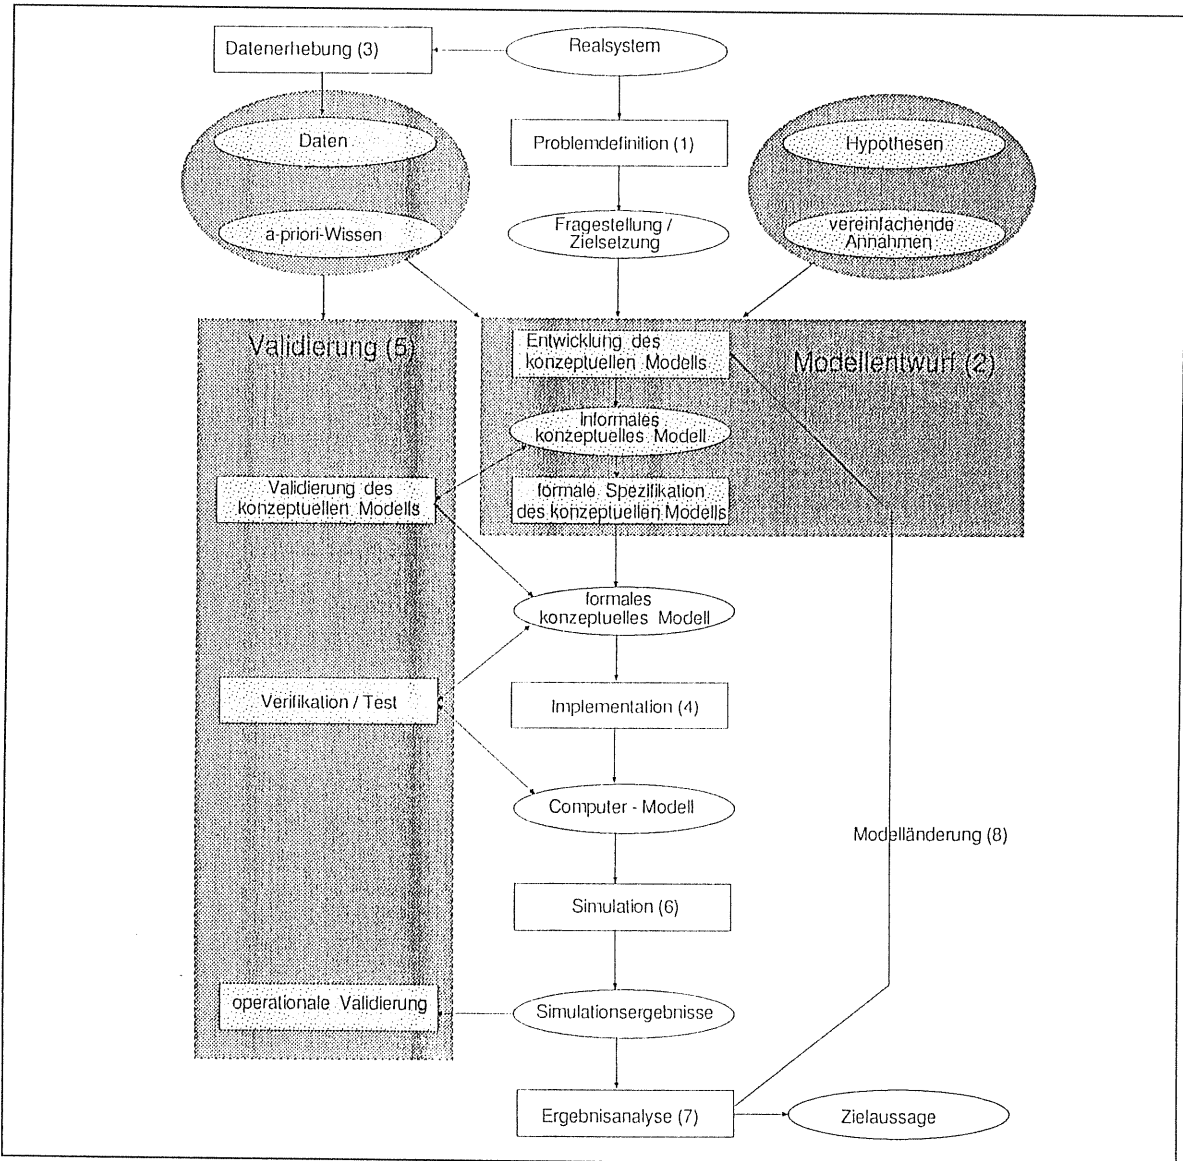 Datenerhebung (3)
Realsystem
Daten
Problemdefinition (1)
Hypothesen
a-priori-Wissen
Fragestellung /
Zielsetzung
vereinfachende
Annahmen
Validierung (5)
Entwicklung des
konzeptuellen Modells
Modellentwurf (2)
Informales
konzeptuelles Modell
Validierung des
konzeptuellen Modells
formale Spezifikation
des konzeptuellen Modells
formales
konzeptuelles Modell
Verifikation / Test
Implementation (4)
Computer - Modell
Modelländerung (8)
Simulation (6)
operationale Validierung
Simulationsergebnisse
Ergebnisanalyse (7)
Zielaussage